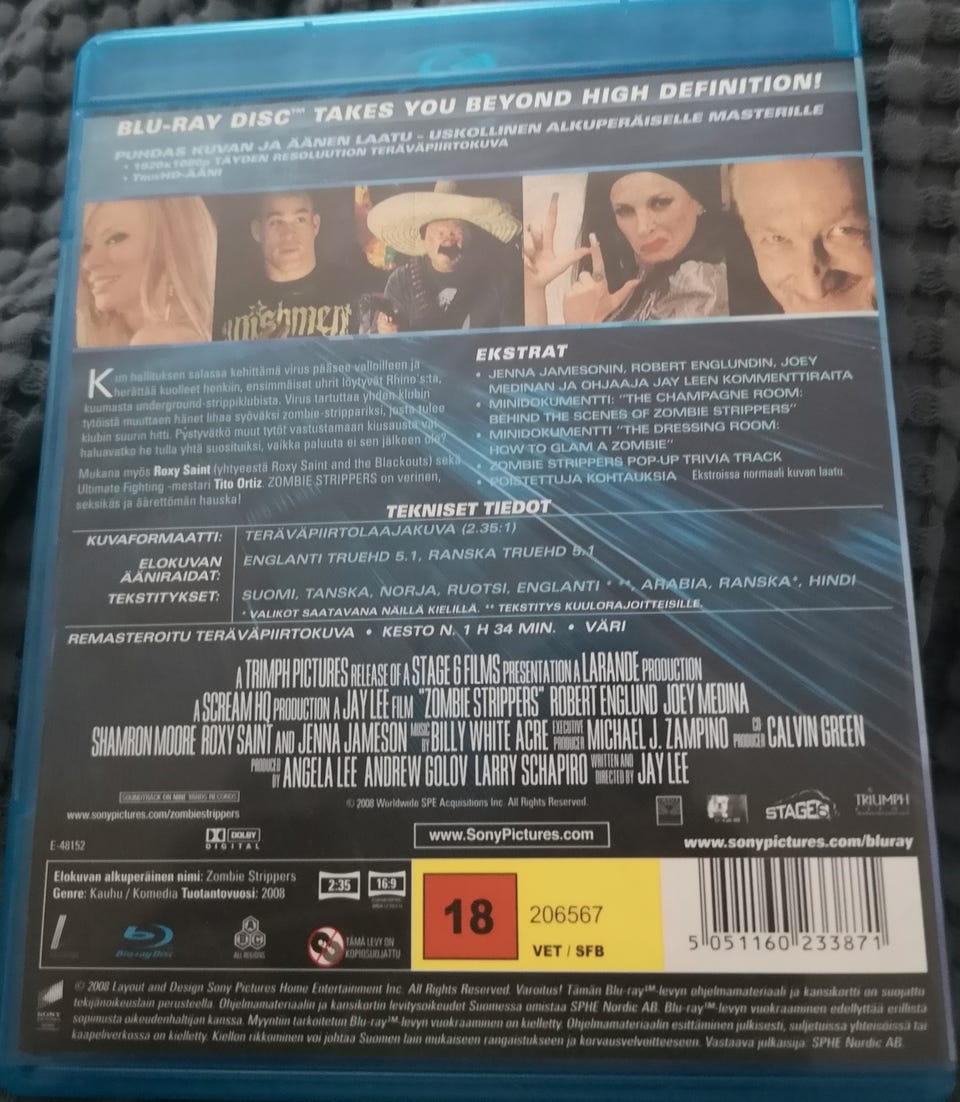 BLU-RAY DISC™ TAKES YOU BEYOND HIGH DEFINITION!
PUHDAS KUVAN JA ÄÄNEN LAATU - USKOLLINEN ALKUPERÄISELLE MASTERILLE
• 1920x1080p TÄYDEN RESOLUUTION TERÄVÄPIIRTOKUVA
• TrueHD-ÄÄNI
Kun hallituksen salassa kehittämä virus pääsee valloilleen ja
herättää kuolleet henkiin, ensimmäiset uhrit löytyvät Rhino's:ta,
kuumasta underground-strippiklubista. Virus tartuttaa yhden klubin
tytöistä muuttaen hänet lihaa syöväksi zombie-strippariksi, josta tulee
klubin suurin hitti. Pystyvätkö muut tytöt vastustamaan kiusausta vai
haluavatko he tulla yhtä suosituiksi, vaikka paluuta ei sen jälkeen ole?
Mukana myös Roxy Saint (yhtyeestä Roxy Saint and the Blackouts) sekä
Ultimate Fighting -mestari Tito Ortiz. ZOMBIE STRIPPERS on verinen,
seksikäs ja äärettömän hauska!
EKSTRAT
• JENNA JAMESONIN, ROBERT ENGLUNDIN, JOEY
MEDINAN JA OHJAAJA JAY LEEN KOMMENTTIRAITA
• MINIDOKUMENTTI: "THE CHAMPAGNE ROOM:
BEHIND THE SCENES OF ZOMBIE STRIPPERS"
• MINIDOKUMENTTI "THE DRESSING ROOM:
HOW TO GLAM A ZOMBIE"
• ZOMBIE STRIPPERS POP-UP TRIVIA TRACK
• POISTETTUJA KOHTAUKSIA Ekstroissa normaali kuvan laatu.
TEKNISET TIEDOT
KUVAFORMAATTI: TERÄVÄPIIRTOLAAJAKUVA (2.35:1)
ELOKUVAN
ÄÄNIRAIDAT: ENGLANTI TRUEHD 5.1, RANSKA TRUEHD 5.1
TEKSTITYKSET: SUOMI, TANSKA, NORJA, RUOTSI, ENGLANTI * **, ARABIA, RANSKA*, HINDI
* VALIKOT SAATAVANA NÄILLÄ KIELILLÄ. ** TEKSTITYS KUULORAJOITTEISILLE.
REMASTEROITU TERÄVÄPIIRTOKUVA • KESTO N. 1 H 34 MIN. • VÄRI
A TRIMPH PICTURES RELEASE OF A STAGE 6 FILMS PRESENTATION A LARANDE PRODUCTION
A SCREAM HQ PRODUCTION A JAY LEE FILM "ZOMBIE STRIPPERS" ROBERT ENGLUND JOEY MEDINA
SHAMRON MOORE ROXY SAINT AND JENNA JAMESON MUSIC BY BILLY WHITE ACRE EXECUTIVE PRODUCER MICHAEL J. ZAMPINO CO PRODUCER CALVIN GREEN
PRODUCED BY ANGELA LEE ANDREW GOLOV LARRY SCHAPIRO WRITTEN AND DIRECTED BY JAY LEE
SOUNDTRACK ON NINE YARDS RECORDS
© 2008 Worldwide SPE Acquisitions Inc. All Rights Reserved.
www.sonypictures.com/zombiestrippers
STAGE6
TRIUMPH
DOLBY
DIGITAL
www.SonyPictures.com
www.sonypictures.com/bluray
E-48152
Elokuvan alkuperäinen nimi: Zombie Strippers
Genre: Kauhu / Komedia Tuotantovuosi: 2008
2:35
16:9
Blu-ray Disc
A B C
ALL REGIONS
TÄMÄ LEVY ON
KOPIOSUOJATTU
18
206567
VET / SFB
5 051160 233871
© 2008 Layout and Design Sony Pictures Home Entertainment Inc. All Rights Reserved. Varoitus! Tämän Blu-ray™-levyn ohjelmamateriaali ja kansikortti on suojattu
tekijänoikeuslain perusteella. Ohjelmamateriaalin ja kansikortin levitysoikeudet Suomessa omistaa SPHE Nordic AB. Blu-ray™-levyn vuokraaminen edellyttää erillistä
sopimusta oikeudenhaltijan kanssa. Myyntiin tarkoitetun Blu-ray™-levyn vuokraaminen on kielletty. Ohjelmamateriaalin esittäminen julkisesti, suljetuissa yhteisöissä tai
kaapeliverkossa on kielletty. Kiellon rikkominen voi johtaa Suomen lain mukaiseen rangaistukseen ja korvausvelvoitteeseen. Vastaava julkaisija: SPHE Nordic AB.
SONY